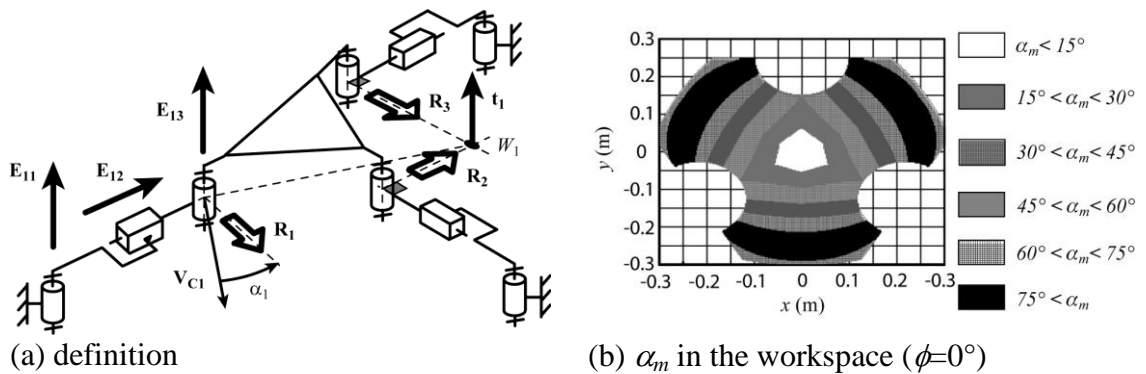 E₁₁
E₁₂
E₁₃
V_C1
α₁
R₁
R₂
R₃
t₁
W₁
(a) definition
y (m)
0.3
0.2
0.1
0
-0.1
-0.2
-0.3
-0.3 -0.2 -0.1 0 0.1 0.2 0.3
x (m)
αₘ < 15°
15° < αₘ < 30°
30° < αₘ < 45°
45° < αₘ < 60°
60° < αₘ < 75°
75° < αₘ
(b) αₘ in the workspace (ϕ=0°)